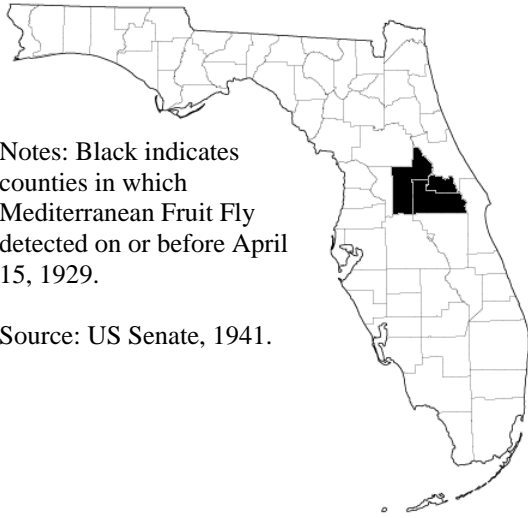 Notes: Black indicates
counties in which
Mediterranean Fruit Fly
detected on or before April
15, 1929.
Source: US Senate, 1941.